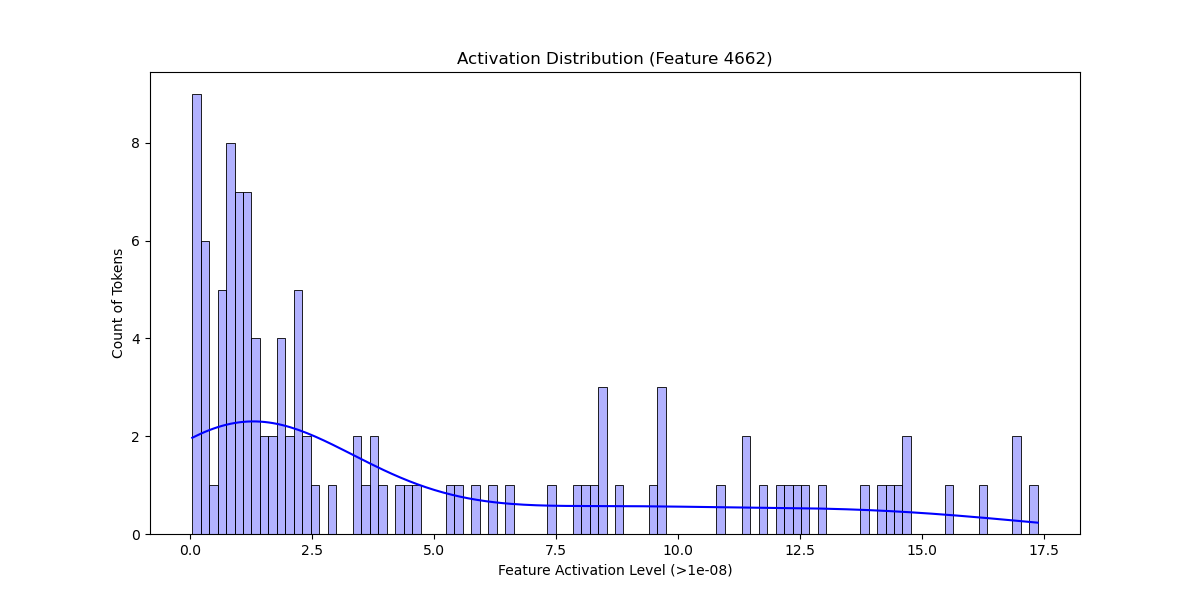 Activation Distribution (Feature 4662)
8
6
4
2
0
Count of Tokens
0.0 2.5 5.0 7.5 10.0 12.5 15.0 17.5
Feature Activation Level (>1e-08)